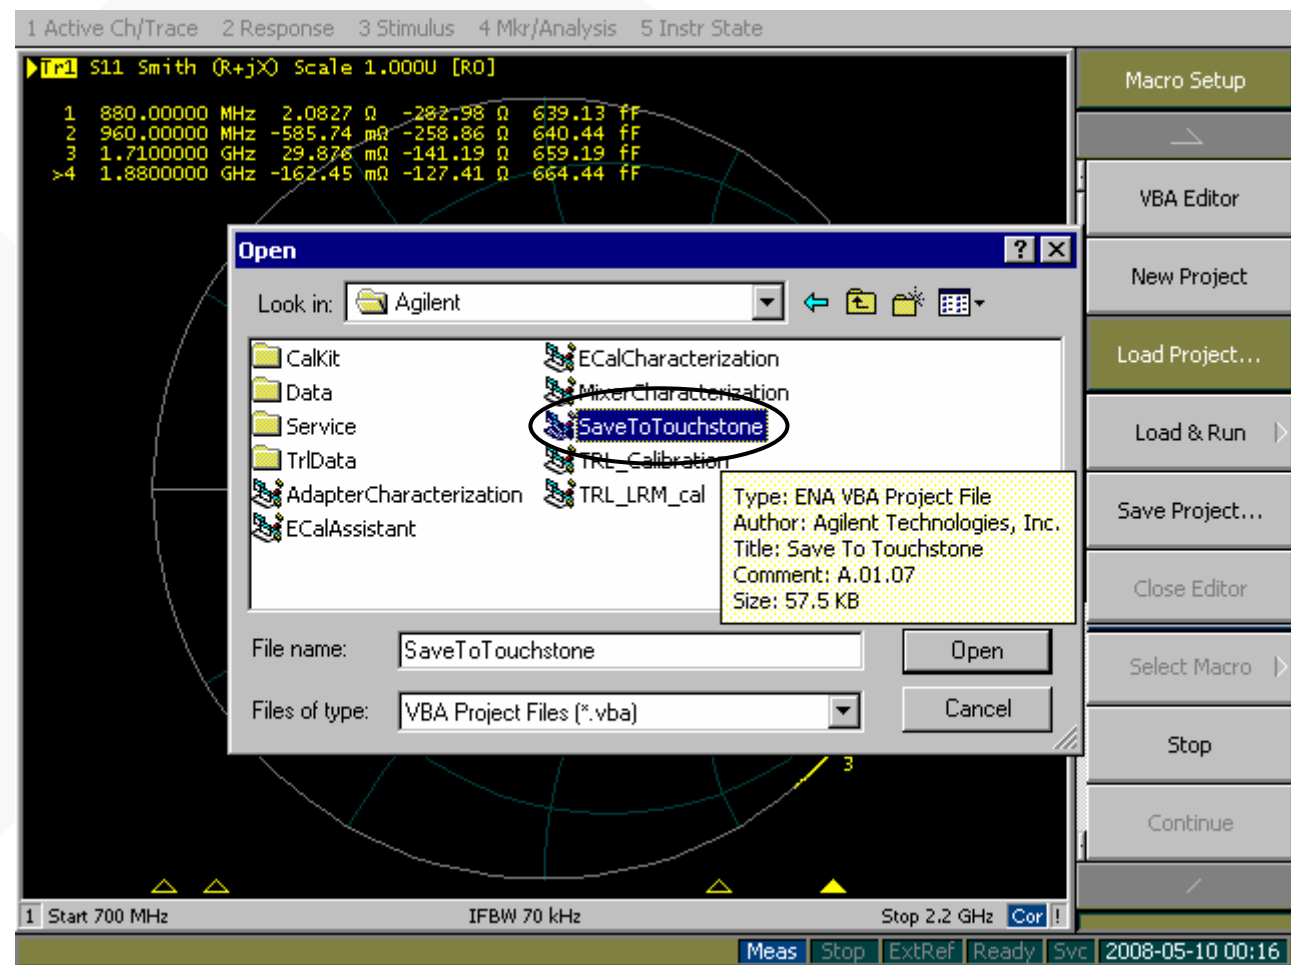 1 Active Ch/Trace 2 Response 3 Stimulus 4 Mkr/Analysis 5 Instr State
Tr1 S11 Smith (R+jX) Scale 1.000U [R0]
1 880.00000 MHz 2.0827 Ω -282.98 Ω 639.13 fF
2 960.00000 MHz -585.74 mΩ -258.86 Ω 640.44 fF
3 1.7100000 GHz 29.876 mΩ -141.19 Ω 659.19 fF
>4 1.8800000 GHz -162.45 mΩ -127.41 Ω 664.44 fF
Open
Look in: Agilent
CalKit
Data
Service
TrlData
AdapterCharacterization
ECalAssistant
ECalCharacterization
MixerCharacterization
SaveToTouchstone
TRL_Calibration
TRL_LRM_cal
Type: ENA VBA Project File
Author: Agilent Technologies, Inc.
Title: Save To Touchstone
Comment: A.01.07
Size: 57.5 KB
File name: SaveToTouchstone
Open
Files of type: VBA Project Files (*.vba)
Cancel
3
Macro Setup
VBA Editor
New Project
Load Project...
Load & Run
Save Project...
Close Editor
Select Macro
Stop
Continue
1 Start 700 MHz IFBW 70 kHz Stop 2.2 GHz Cor !
Meas Stop ExtRef Ready Svc 2008-05-10 00:16